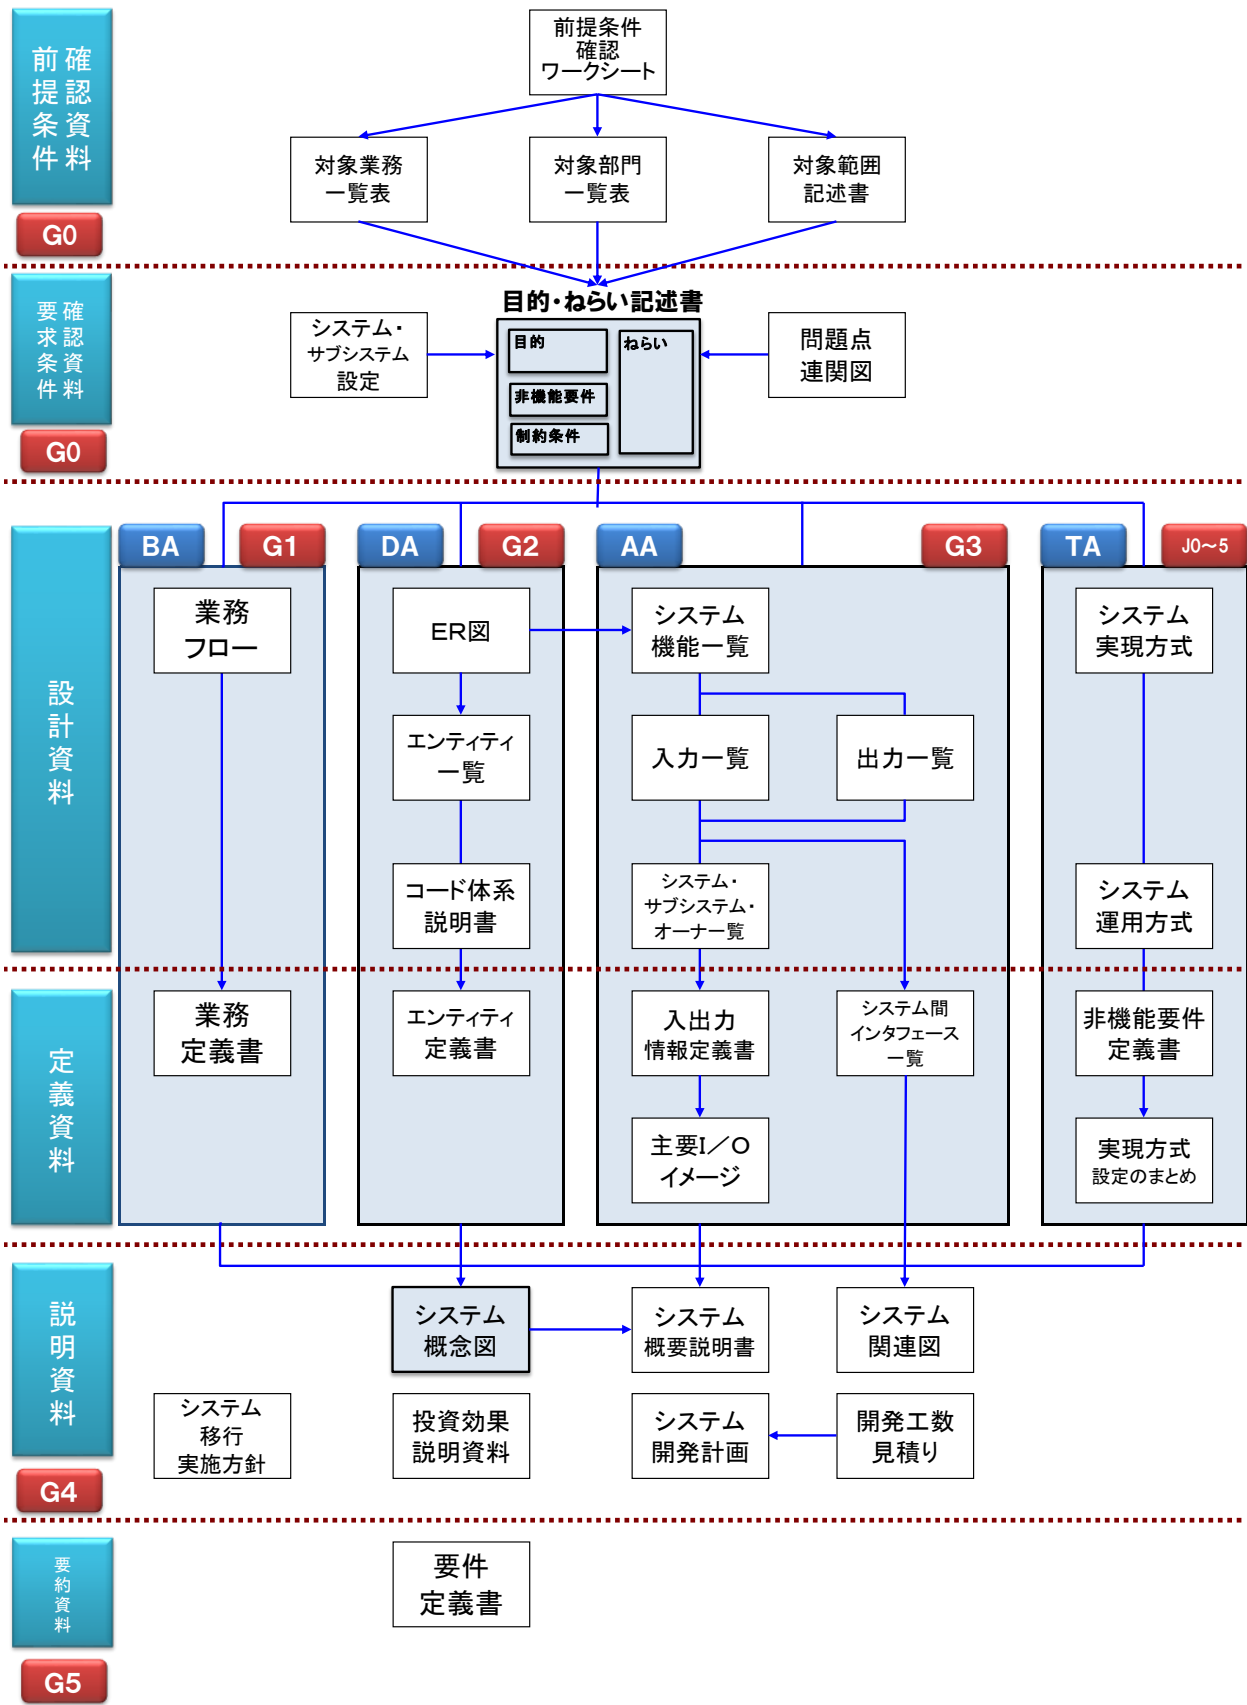 前提条件
確認資料
G0
前提条件
確認
ワークシート
対象業務
一覧表
対象部門
一覧表
対象範囲
記述書
要求条件
確認資料
G0
目的・ねらい記述書
システム・
サブシステム
設定
目的
ねらい
非機能要件
制約条件
問題点
連関図
設計資料
BA
G1
DA
G2
AA
G3
TA
J0～5
業務
フロー
ER図
システム
機能一覧
システム
実現方式
エンティティ
一覧
入力一覧
出力一覧
コード体系
説明書
システム・
サブシステム・
オーナ一覧
システム
運用方式
定義資料
業務
定義書
エンティティ
定義書
入出力
情報定義書
システム間
インタフェース
一覧
非機能要件
定義書
主要I／O
イメージ
実現方式
設定のまとめ
説明資料
G4
システム
概念図
システム
概要説明書
システム
関連図
システム
移行
実施方針
投資効果
説明資料
システム
開発計画
開発工数
見積り
要約資料
G5
要件
定義書